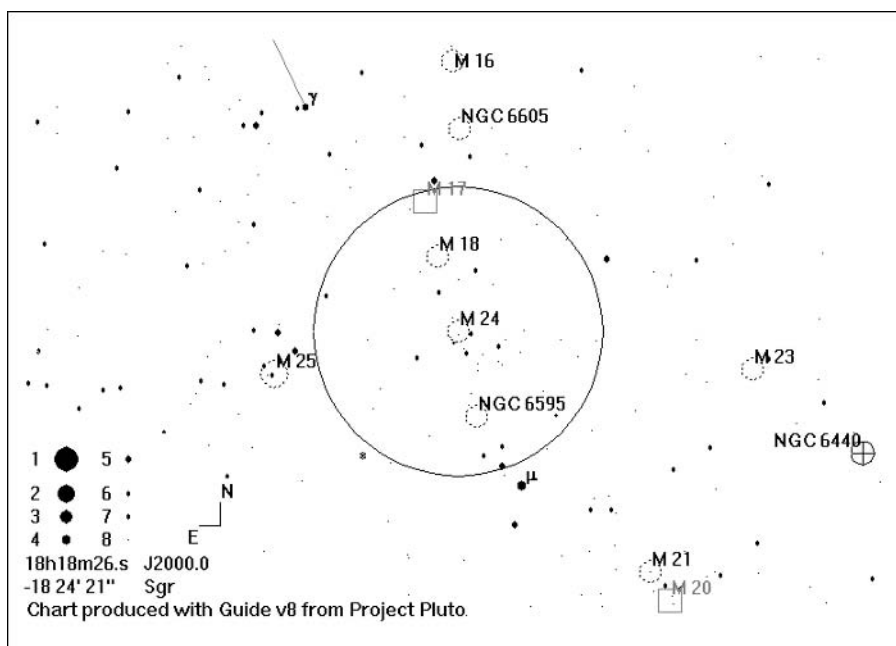 M 16
γ
NGC 6605
M 17
M 18
M 24
M 25
M 23
NGC 6595
NGC 6440
1 5
2 6
3 7
4 8
μ
N
E
M 21
M 20
18h18m26.s J2000.0
-18 24' 21" Sgr
Chart produced with Guide v8 from Project Pluto.